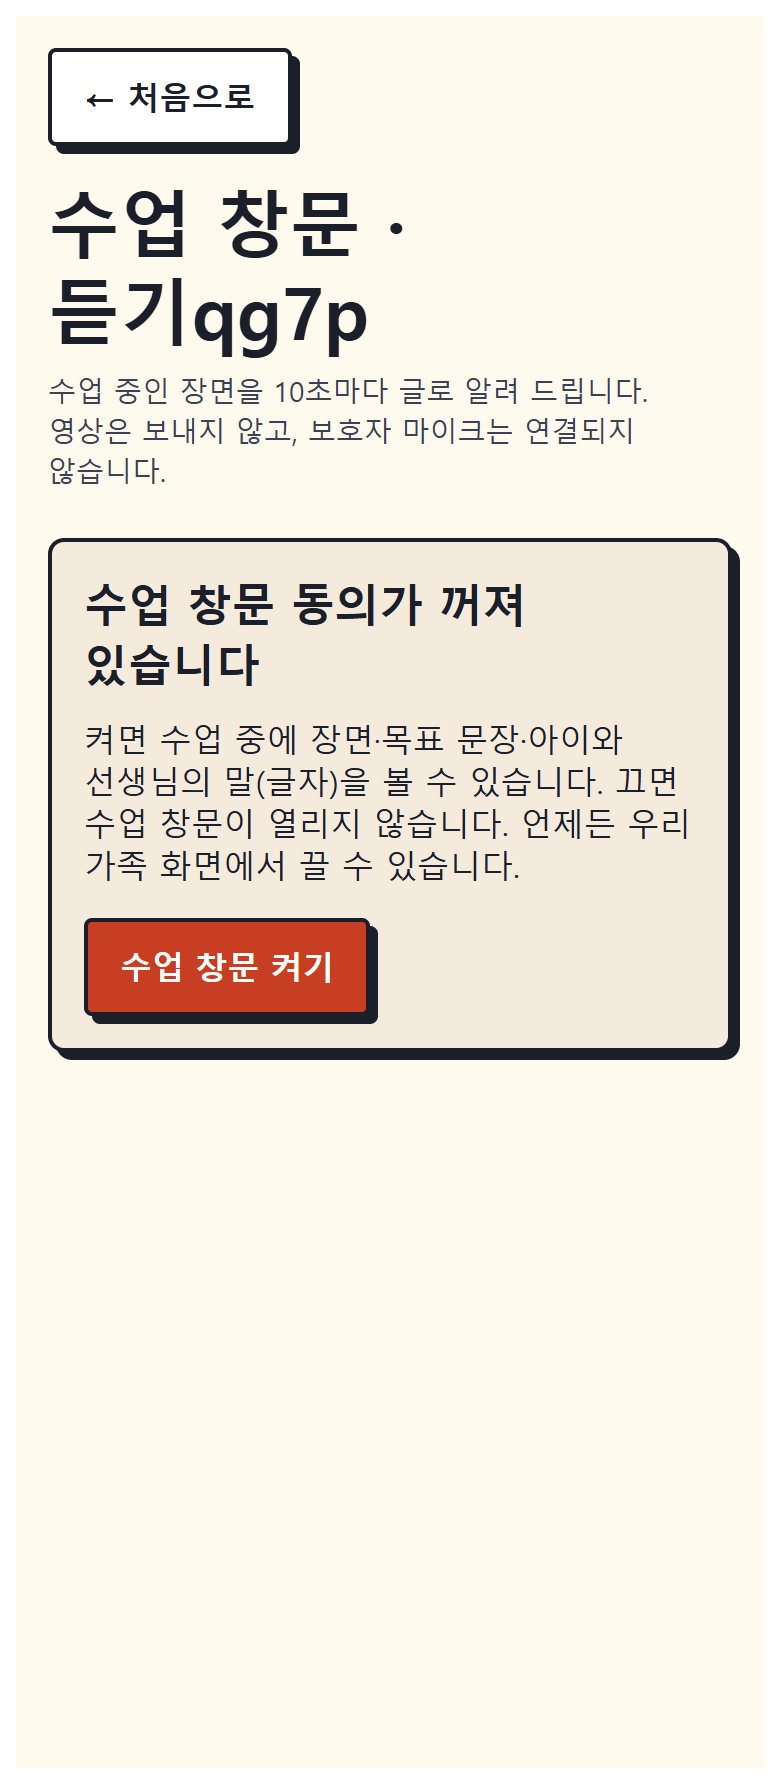 ← 처음으로
수업 창문 ·
듣기qg7p
수업 중인 장면을 10초마다 글로 알려 드립니다.
영상은 보내지 않고, 보호자 마이크는 연결되지
않습니다.
수업 창문 동의가 꺼져
있습니다
켜면 수업 중에 장면·목표 문장·아이와
선생님의 말(글자)을 볼 수 있습니다. 끄면
수업 창문이 열리지 않습니다. 언제든 우리
가족 화면에서 끌 수 있습니다.
수업 창문 켜기